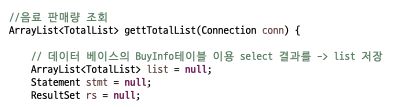 //음료 판매량 조회
ArrayList<TotalList> gettTotalList(Connection conn) {
// 데이터 베이스의 BuyInfo테이블 이용 select 결과를 -> list 저장
ArrayList<TotalList> list = null;
Statement stmt = null;
ResultSet rs = null;